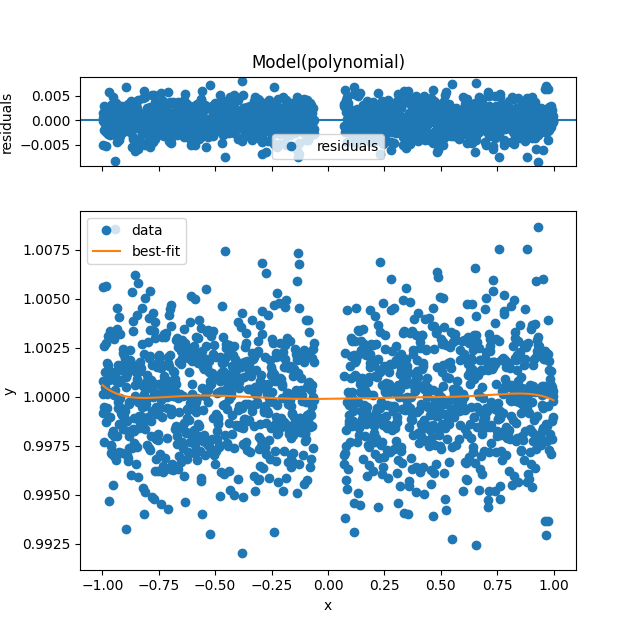 Model(polynomial)
residuals
0.005
0.000
−0.005
residuals
y
1.0075
1.0050
1.0025
1.0000
0.9975
0.9950
0.9925
data
best-fit
−1.00 −0.75 −0.50 −0.25 0.00 0.25 0.50 0.75 1.00
x